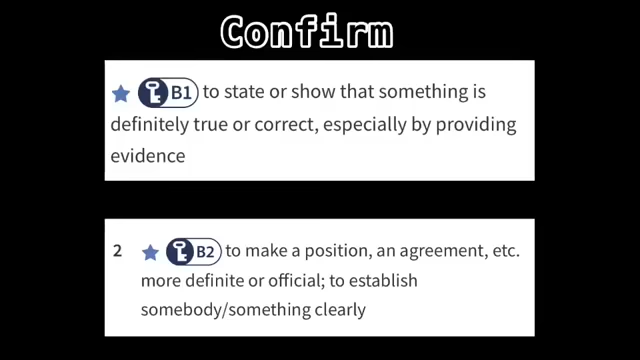 Confirm
B1 to state or show that something is
definitely true or correct, especially by providing
evidence
2 B2 to make a position, an agreement, etc.
more definite or official; to establish
somebody/something clearly